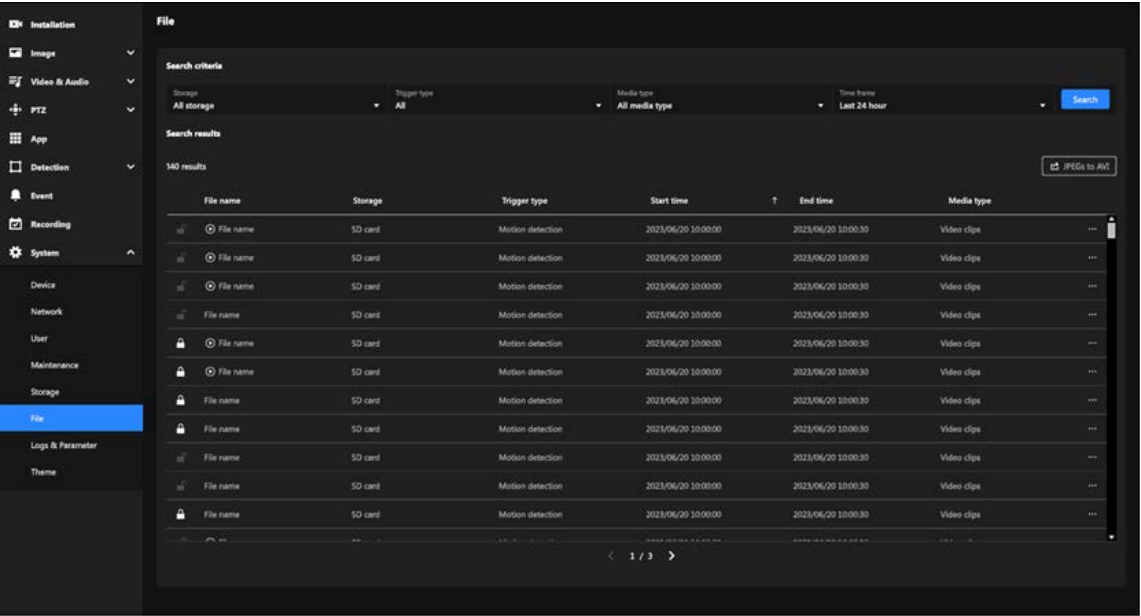 Installation
Image
Video & Audio
PTZ
App
Detection
Event
Recording
System
Device
Network
User
Maintenance
Storage
File
Logs & Parameter
Theme
File
Search criteria
Storage Trigger type Media type Time frame
All storage All All media type Last 24 hour Search
Search results
140 results JPEGs to AVI
File name Storage Trigger type Start time ↑ End time Media type
File name SD card Motion detection 2023/06/20 10:00:00 2023/06/20 10:00:30 Video clips ...
File name SD card Motion detection 2023/06/20 10:00:00 2023/06/20 10:00:30 Video clips ...
File name SD card Motion detection 2023/06/20 10:00:00 2023/06/20 10:00:30 Video clips ...
File name SD card Motion detection 2023/06/20 10:00:00 2023/06/20 10:00:30 Video clips ...
File name SD card Motion detection 2023/06/20 10:00:00 2023/06/20 10:00:30 Video clips ...
File name SD card Motion detection 2023/06/20 10:00:00 2023/06/20 10:00:30 Video clips ...
File name SD card Motion detection 2023/06/20 10:00:00 2023/06/20 10:00:30 Video clips ...
File name SD card Motion detection 2023/06/20 10:00:00 2023/06/20 10:00:30 Video clips ...
File name SD card Motion detection 2023/06/20 10:00:00 2023/06/20 10:00:30 Video clips ...
File name SD card Motion detection 2023/06/20 10:00:00 2023/06/20 10:00:30 Video clips ...
File name SD card Motion detection 2023/06/20 10:00:00 2023/06/20 10:00:30 Video clips ...
< 1 / 3 >